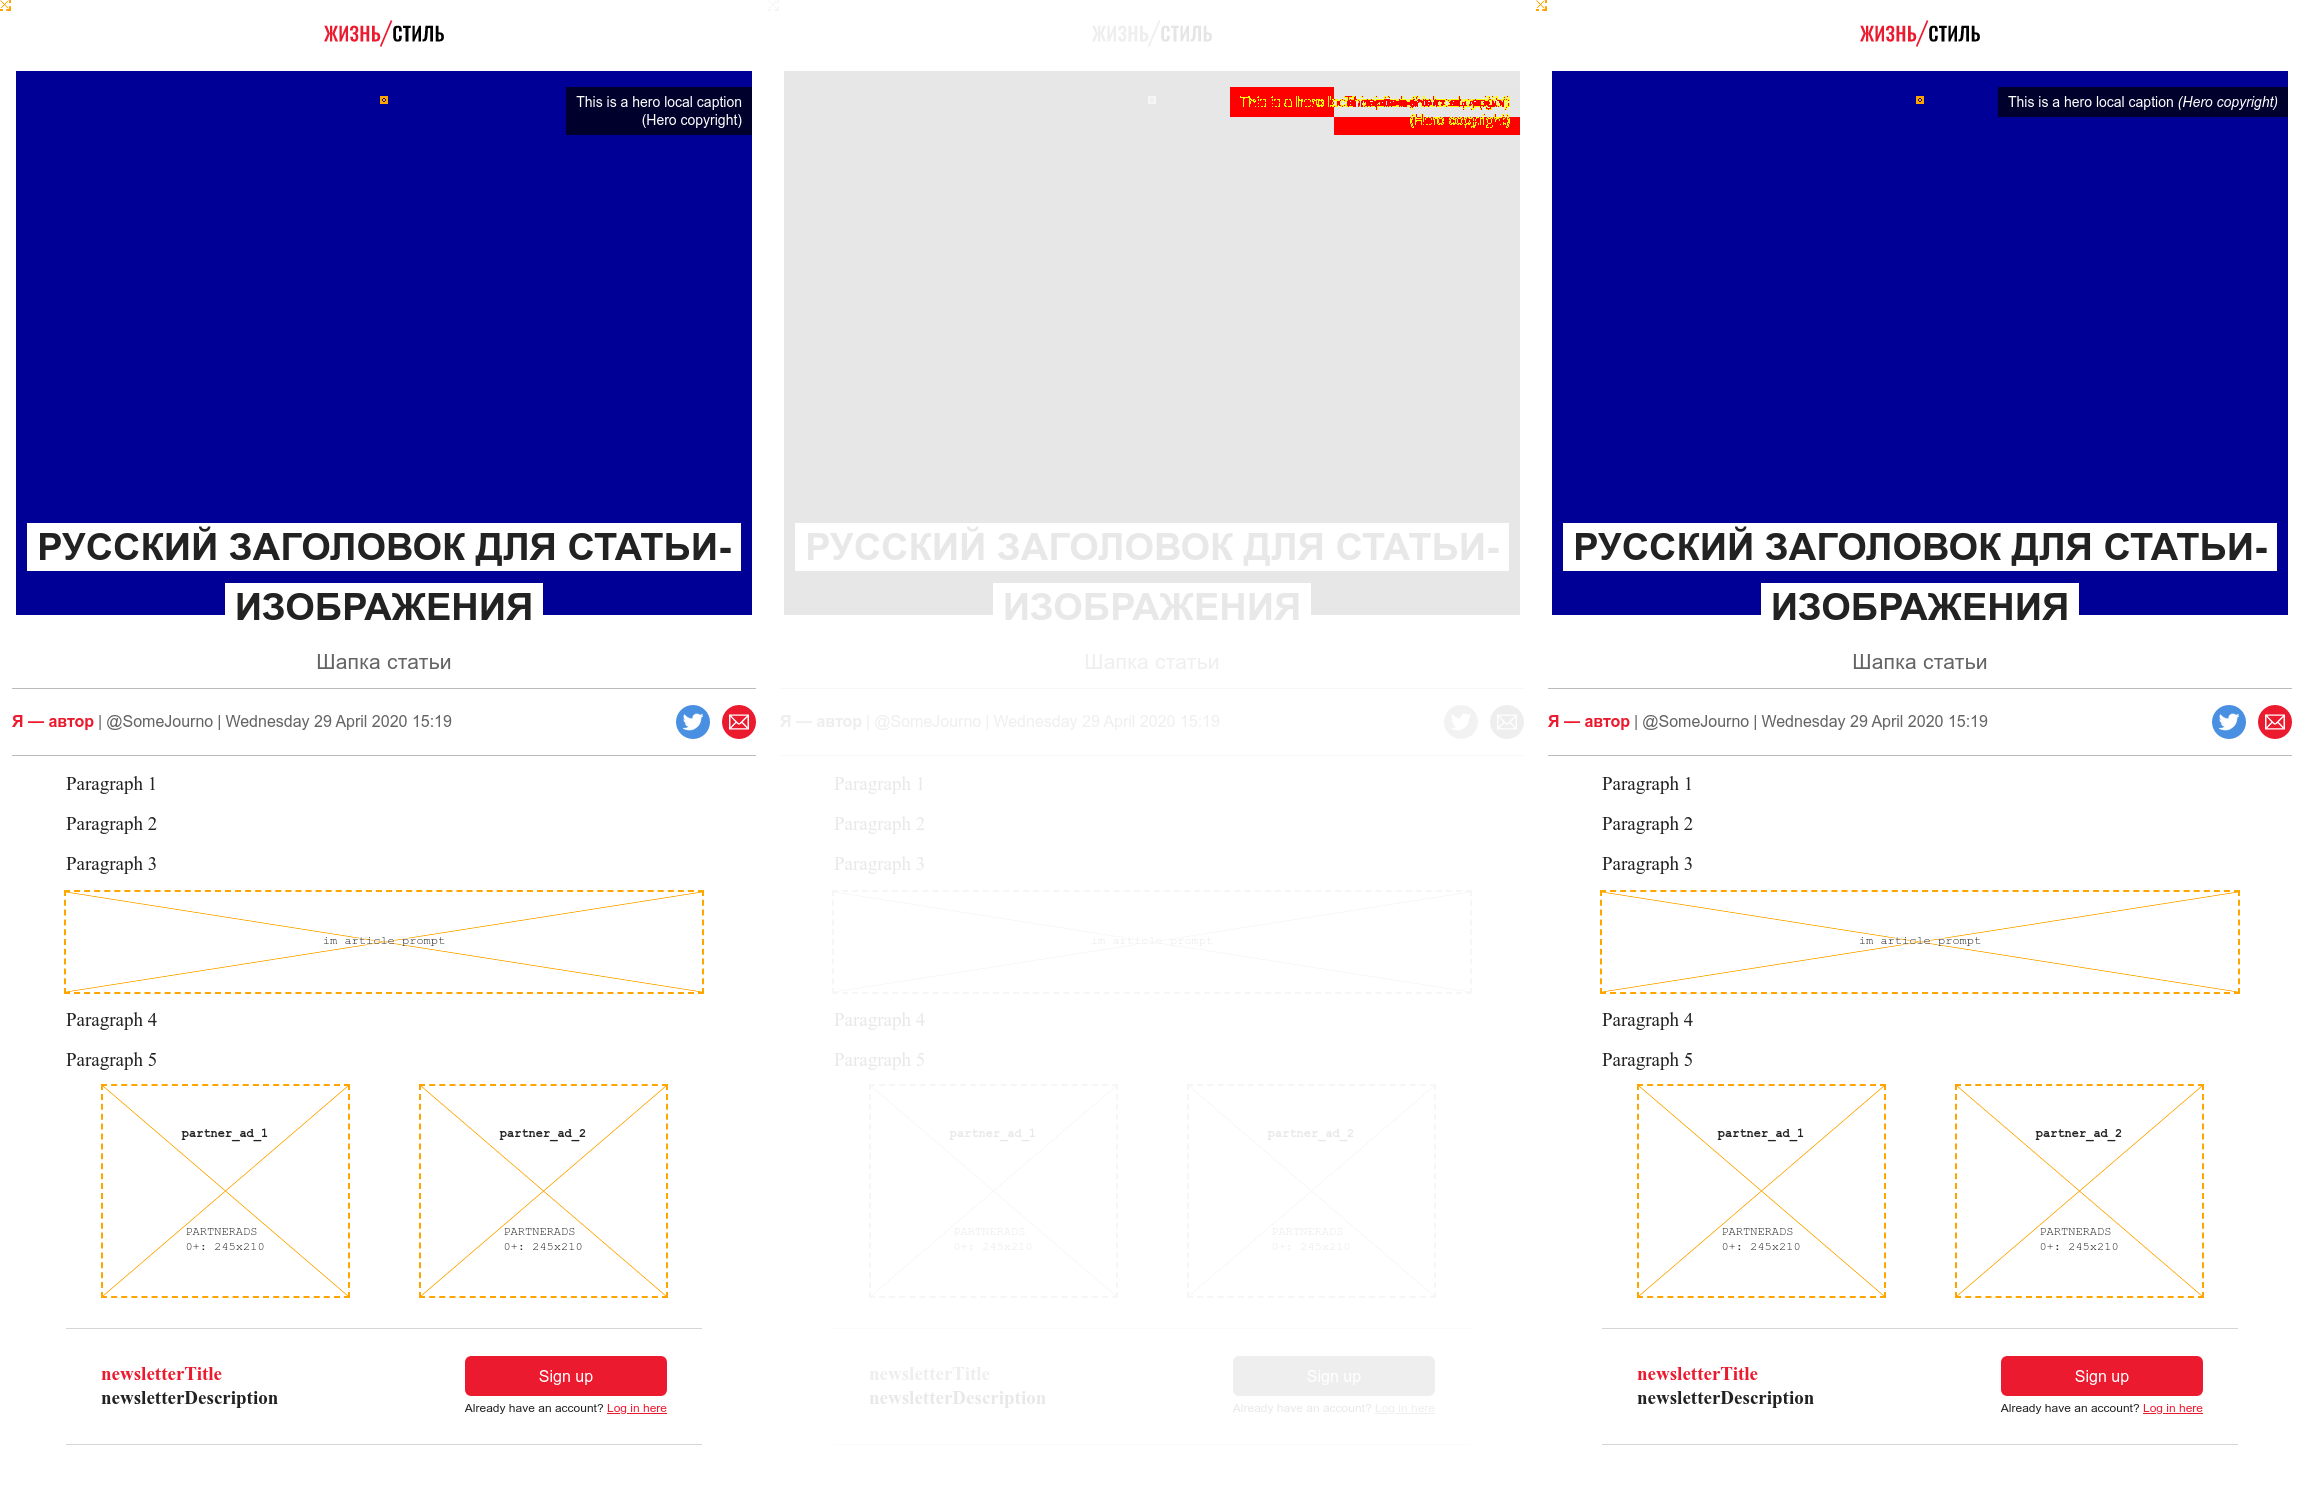 ЖИЗНЬ/СТИЛЬ
This is a hero local caption
(Hero copyright)
РУССКИЙ ЗАГОЛОВОК ДЛЯ СТАТЬИ-
ИЗОБРАЖЕНИЯ
Шапка статьи
Я — автор | @SomeJourno | Wednesday 29 April 2020 15:19
Paragraph 1
Paragraph 2
Paragraph 3
im article prompt
Paragraph 4
Paragraph 5
partner_ad_1
PARTNERADS
0+: 245x210
partner_ad_2
PARTNERADS
0+: 245x210
newsletterTitle
newsletterDescription
Sign up
Already have an account? Log in here
ЖИЗНЬ/СТИЛЬ
(Hero copyright)
РУССКИЙ ЗАГОЛОВОК ДЛЯ СТАТЬИ-
ИЗОБРАЖЕНИЯ
Шапка статьи
Я — автор | @SomeJourno | Wednesday 29 April 2020 15:19
Paragraph 1
Paragraph 2
Paragraph 3
im article prompt
Paragraph 4
Paragraph 5
partner_ad_1
PARTNERADS
0+: 245x210
partner_ad_2
PARTNERADS
0+: 245x210
newsletterTitle
newsletterDescription
Sign up
Already have an account? Log in here
ЖИЗНЬ/СТИЛЬ
This is a hero local caption (Hero copyright)
РУССКИЙ ЗАГОЛОВОК ДЛЯ СТАТЬИ-
ИЗОБРАЖЕНИЯ
Шапка статьи
Я — автор | @SomeJourno | Wednesday 29 April 2020 15:19
Paragraph 1
Paragraph 2
Paragraph 3
im article prompt
Paragraph 4
Paragraph 5
partner_ad_1
PARTNERADS
0+: 245x210
partner_ad_2
PARTNERADS
0+: 245x210
newsletterTitle
newsletterDescription
Sign up
Already have an account? Log in here